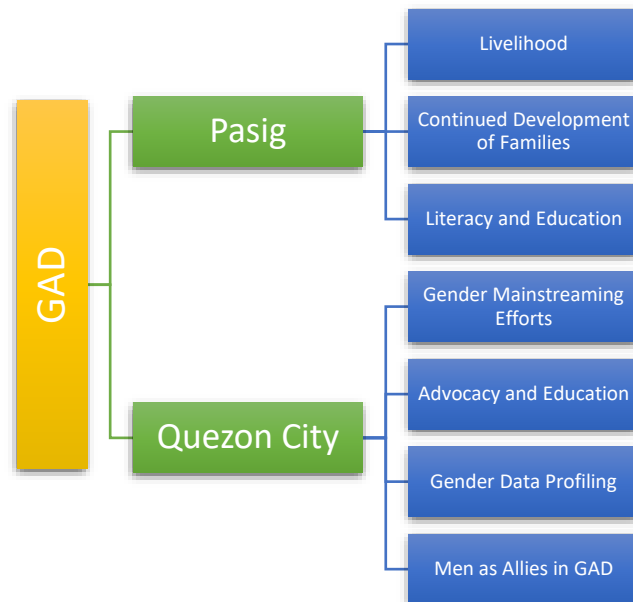 GAD
Pasig
Livelihood
Continued Development
of Families
Literacy and Education
Quezon City
Gender Mainstreaming
Efforts
Advocacy and Education
Gender Data Profiling
Men as Allies in GAD